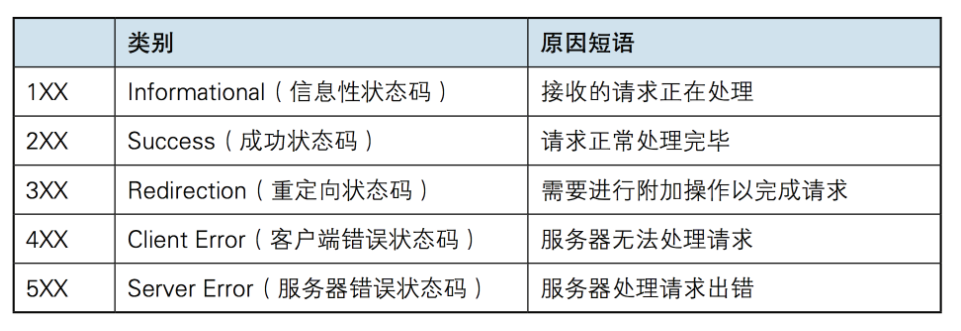 类别 原因短语
1XX Informational（信息性状态码） 接收的请求正在处理
2XX Success（成功状态码） 请求正常处理完毕
3XX Redirection（重定向状态码） 需要进行附加操作以完成请求
4XX Client Error（客户端错误状态码） 服务器无法处理请求
5XX Server Error（服务器错误状态码） 服务器处理请求出错